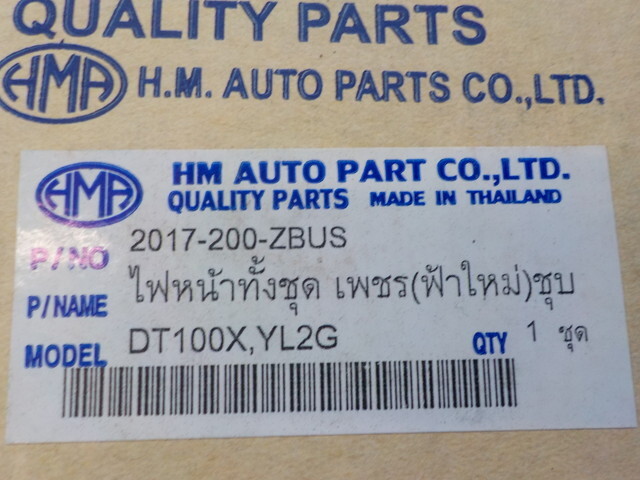 QUALITY PARTS
HMA H.M. AUTO PARTS CO.,LTD.
HMA HM AUTO PART CO.,LTD.
QUALITY PARTS MADE IN THAILAND
P/NO 2017-200-ZBUS
P/NAME ไฟหน้าทั้งชุด เพชร(ฟ้าใหม่)ชุบ
MODEL DT100X,YL2G QTY 1 ชุด